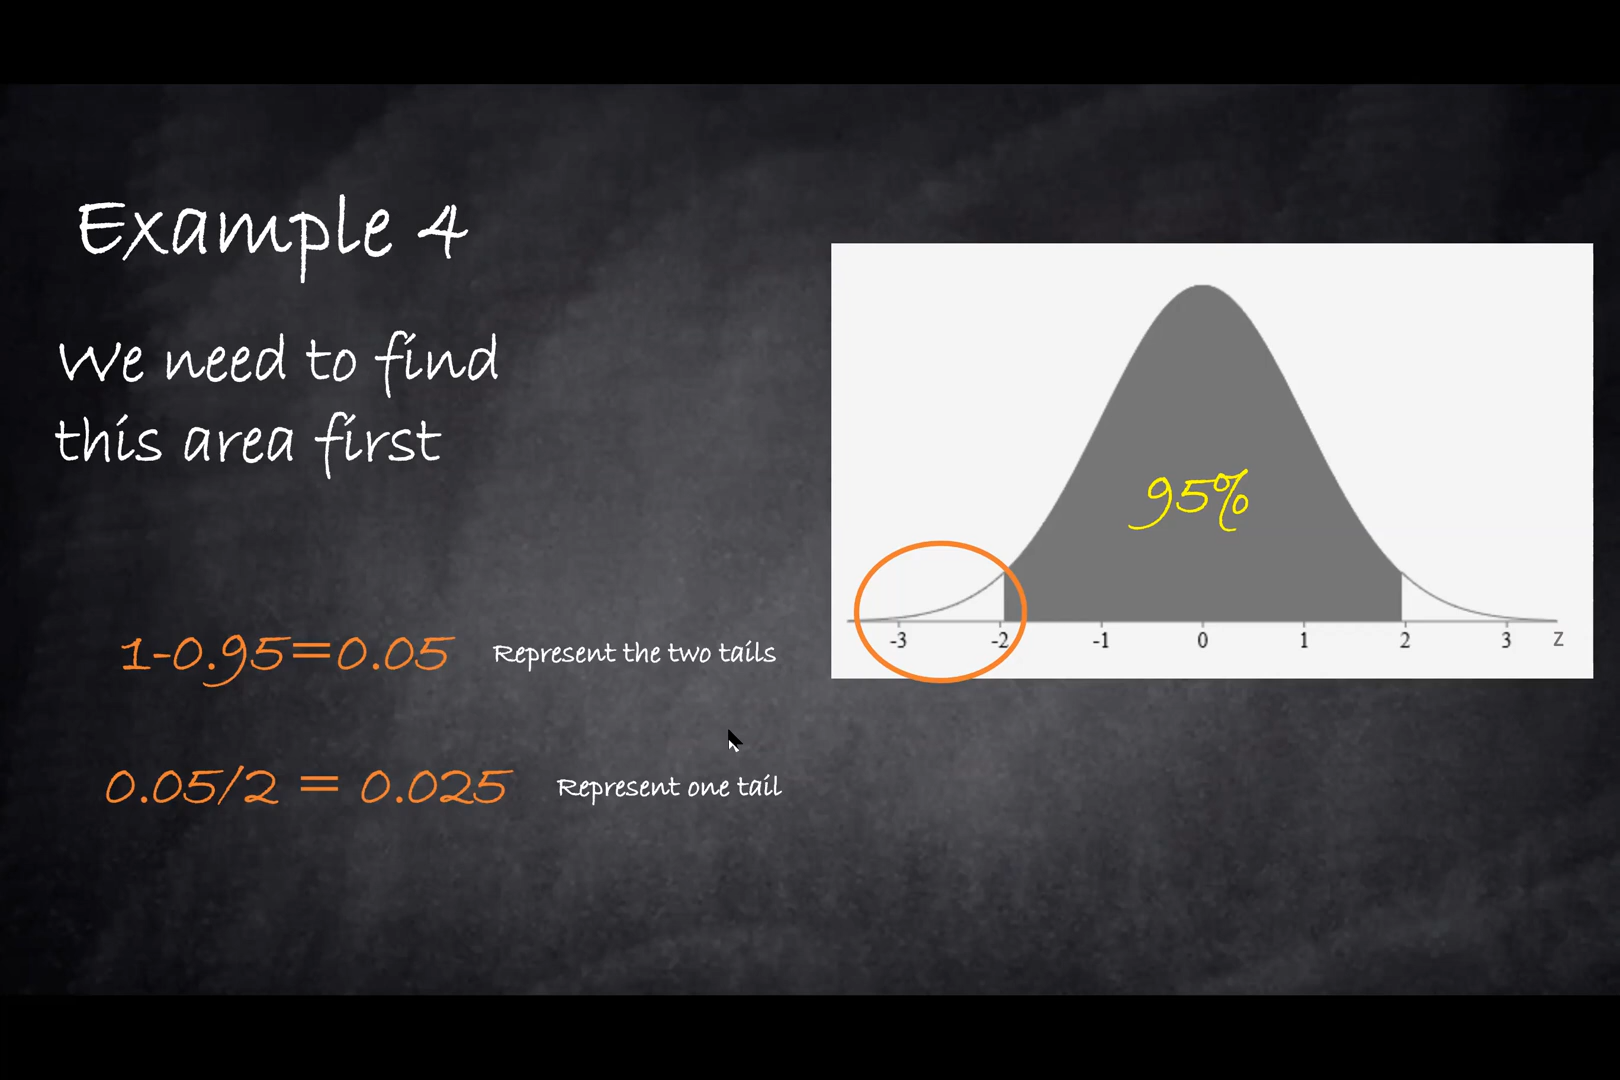 Example 4
We need to find
this area first
1-0.95=0.05
Represent the two tails
0.05/2 = 0.025
Represent one tail
95%
-3 -2 -1 0 1 2 3 Z